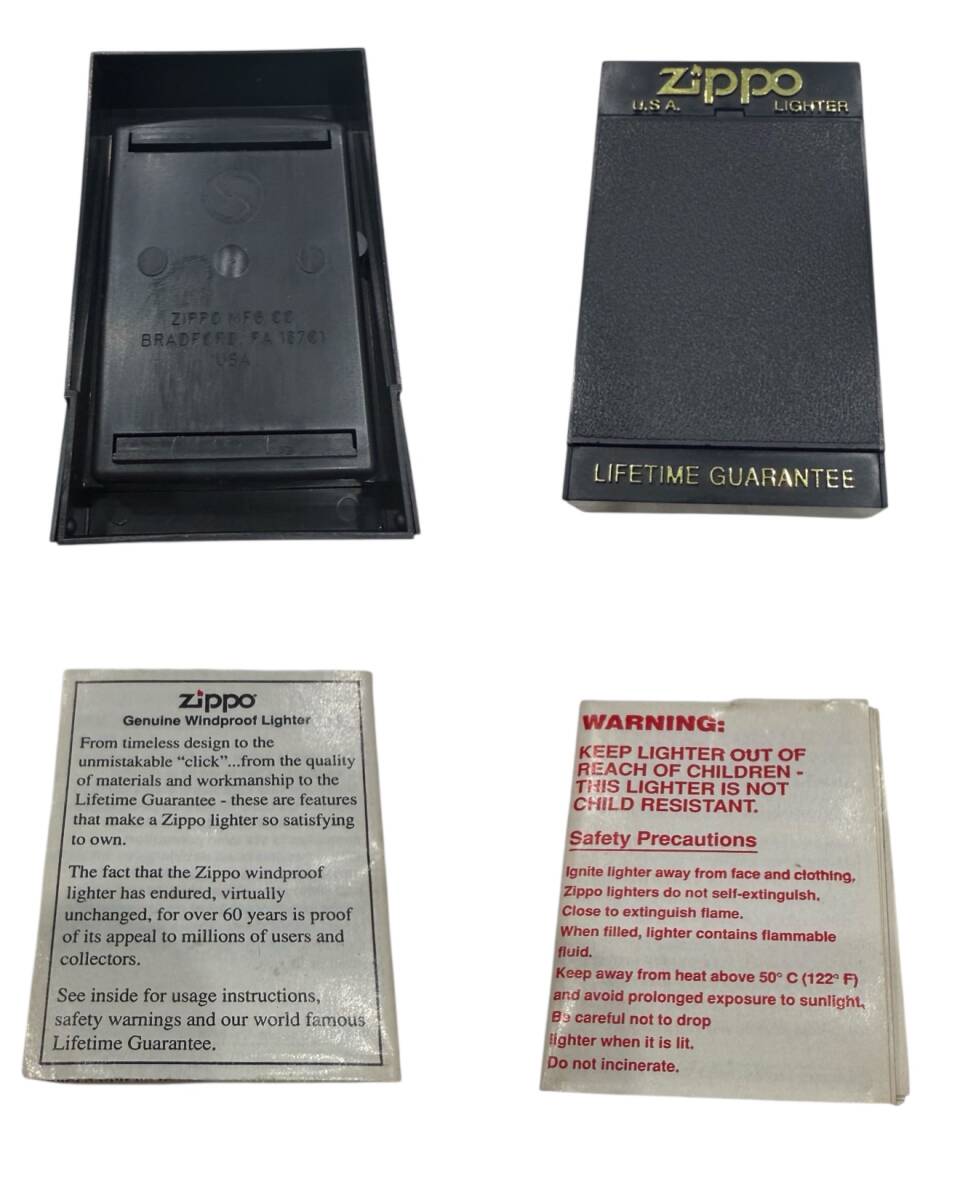 ZIPPO MFG CO
BRADFORD, PA 16701
USA
Zippo
U.S.A. LIGHTER
LIFETIME GUARANTEE
Zippo
Genuine Windproof Lighter
From timeless design to the
unmistakable “click”...from the quality
of materials and workmanship to the
Lifetime Guarantee - these are features
that make a Zippo lighter so satisfying
to own.
The fact that the Zippo windproof
lighter has endured, virtually
unchanged, for over 60 years is proof
of its appeal to millions of users and
collectors.
See inside for usage instructions,
safety warnings and our world famous
Lifetime Guarantee.
WARNING:
KEEP LIGHTER OUT OF
REACH OF CHILDREN -
THIS LIGHTER IS NOT
CHILD RESISTANT.
Safety Precautions
Ignite lighter away from face and clothing,
Zippo lighters do not self-extinguish,
Close to extinguish flame.
When filled, lighter contains flammable
fluid.
Keep away from heat above 50° C (122° F)
and avoid prolonged exposure to sunlight,
Be careful not to drop
lighter when it is lit.
Do not incinerate.